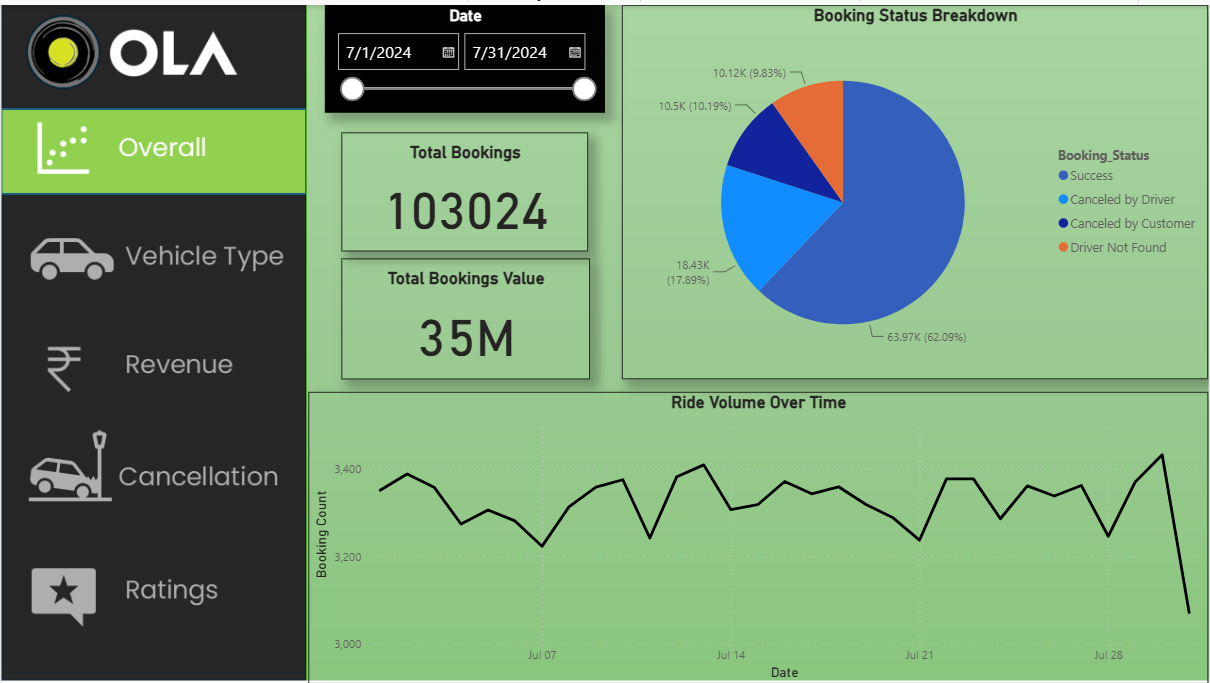 OLA
Overall
Vehicle Type
Revenue
Cancellation
Ratings
Date
7/1/2024
7/31/2024
Total Bookings
103024
Total Bookings Value
35M
Booking Status Breakdown
10.12K (9.83%)
10.5K (10.19%)
18.43K
(17.89%)
63.97K (62.09%)
Booking_Status
Success
Canceled by Driver
Canceled by Customer
Driver Not Found
Ride Volume Over Time
Booking Count
3,400
3,200
3,000
Jul 07
Jul 14
Jul 21
Jul 28
Date